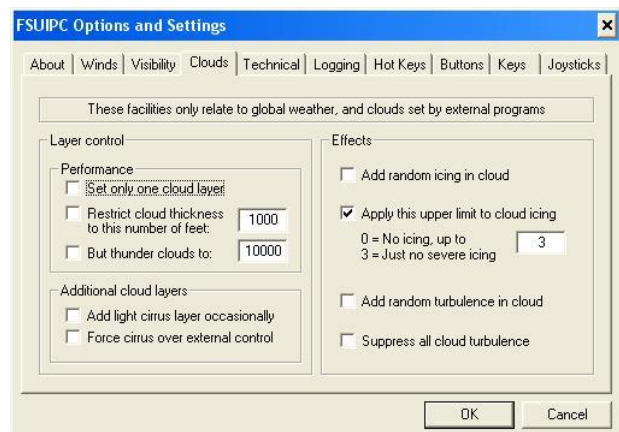 FSUIPC Options and Settings
About Winds Visibility Clouds Technical Logging Hot Keys Buttons Keys Joysticks
These facilities only relate to global weather, and clouds set by external programs
Layer control
Performance
Set only one cloud layer
Restrict cloud thickness
to this number of feet:
1000
But thunder clouds to:
10000
Additional cloud layers
Add light cirrus layer occasionally
Force cirrus over external control
Effects
Add random icing in cloud
Apply this upper limit to cloud icing
0 = No icing, up to
3 = Just no severe icing
3
Add random turbulence in cloud
Suppress all cloud turbulence
OK
Cancel